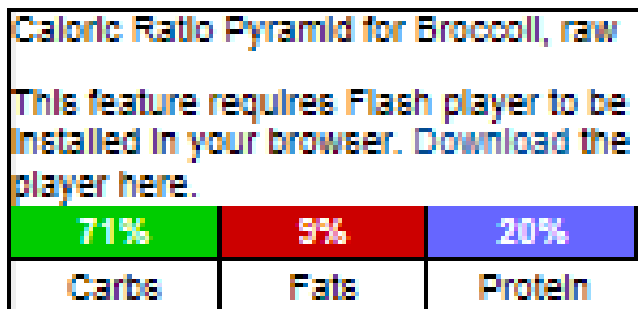 Caloric Ratio Pyramid for Broccoli, raw
This feature requires Flash player to be
installed in your browser. Download the
player here.
71% 9% 20%
Carbs Fats Protein